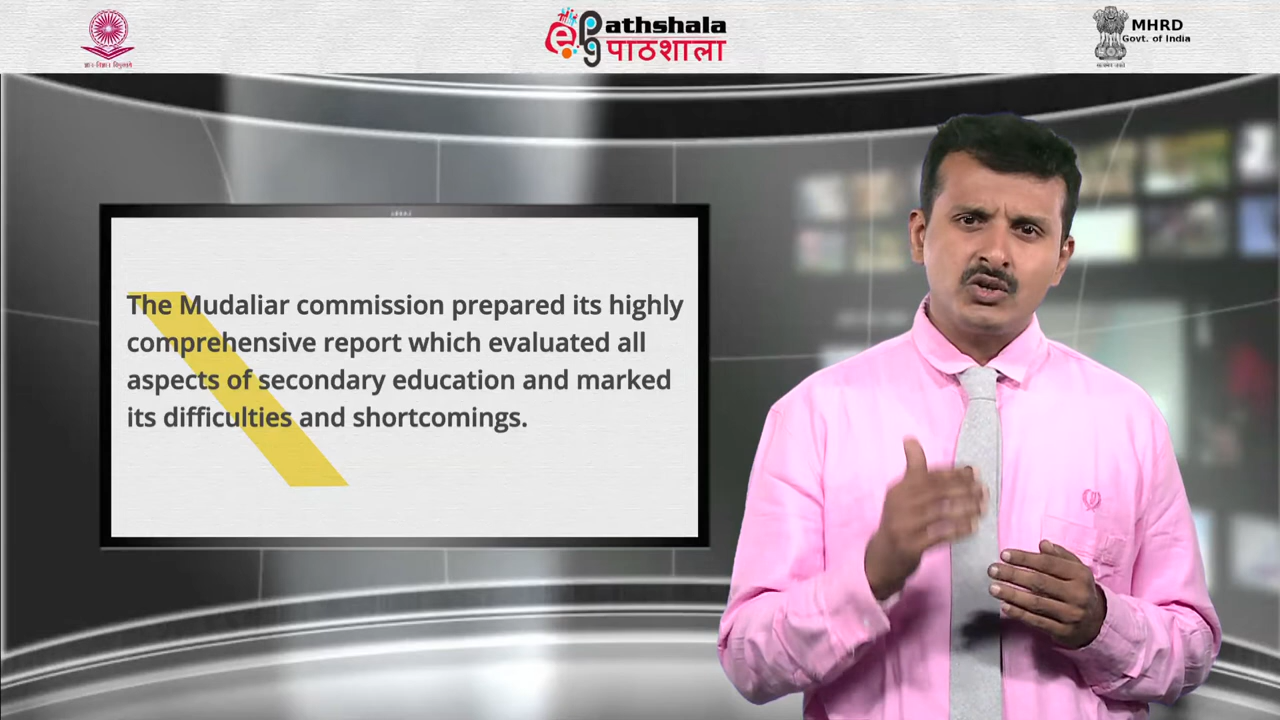 ePathshala
पाठशाला
MHRD
Govt. of India
The Mudaliar commission prepared its highly
comprehensive report which evaluated all
aspects of secondary education and marked
its difficulties and shortcomings.